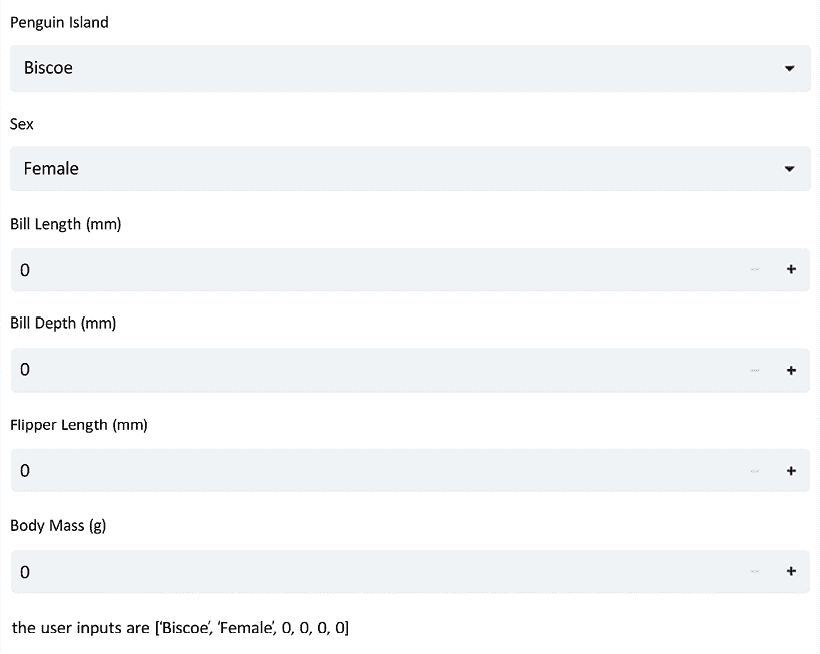 Penguin Island
Biscoe
Sex
Female
Bill Length (mm)
0
Bill Depth (mm)
0
Flipper Length (mm)
0
Body Mass (g)
0
the user inputs are ['Biscoe', 'Female', 0, 0, 0, 0]